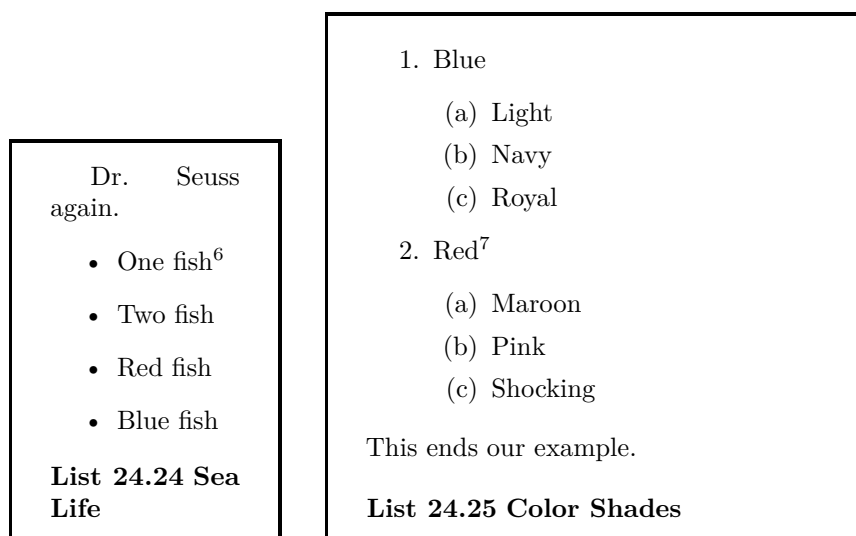 Dr. Seuss
again.
• One fish⁶
• Two fish
• Red fish
• Blue fish
List 24.24 Sea
Life
1. Blue
(a) Light
(b) Navy
(c) Royal
2. Red⁷
(a) Maroon
(b) Pink
(c) Shocking
This ends our example.
List 24.25 Color Shades